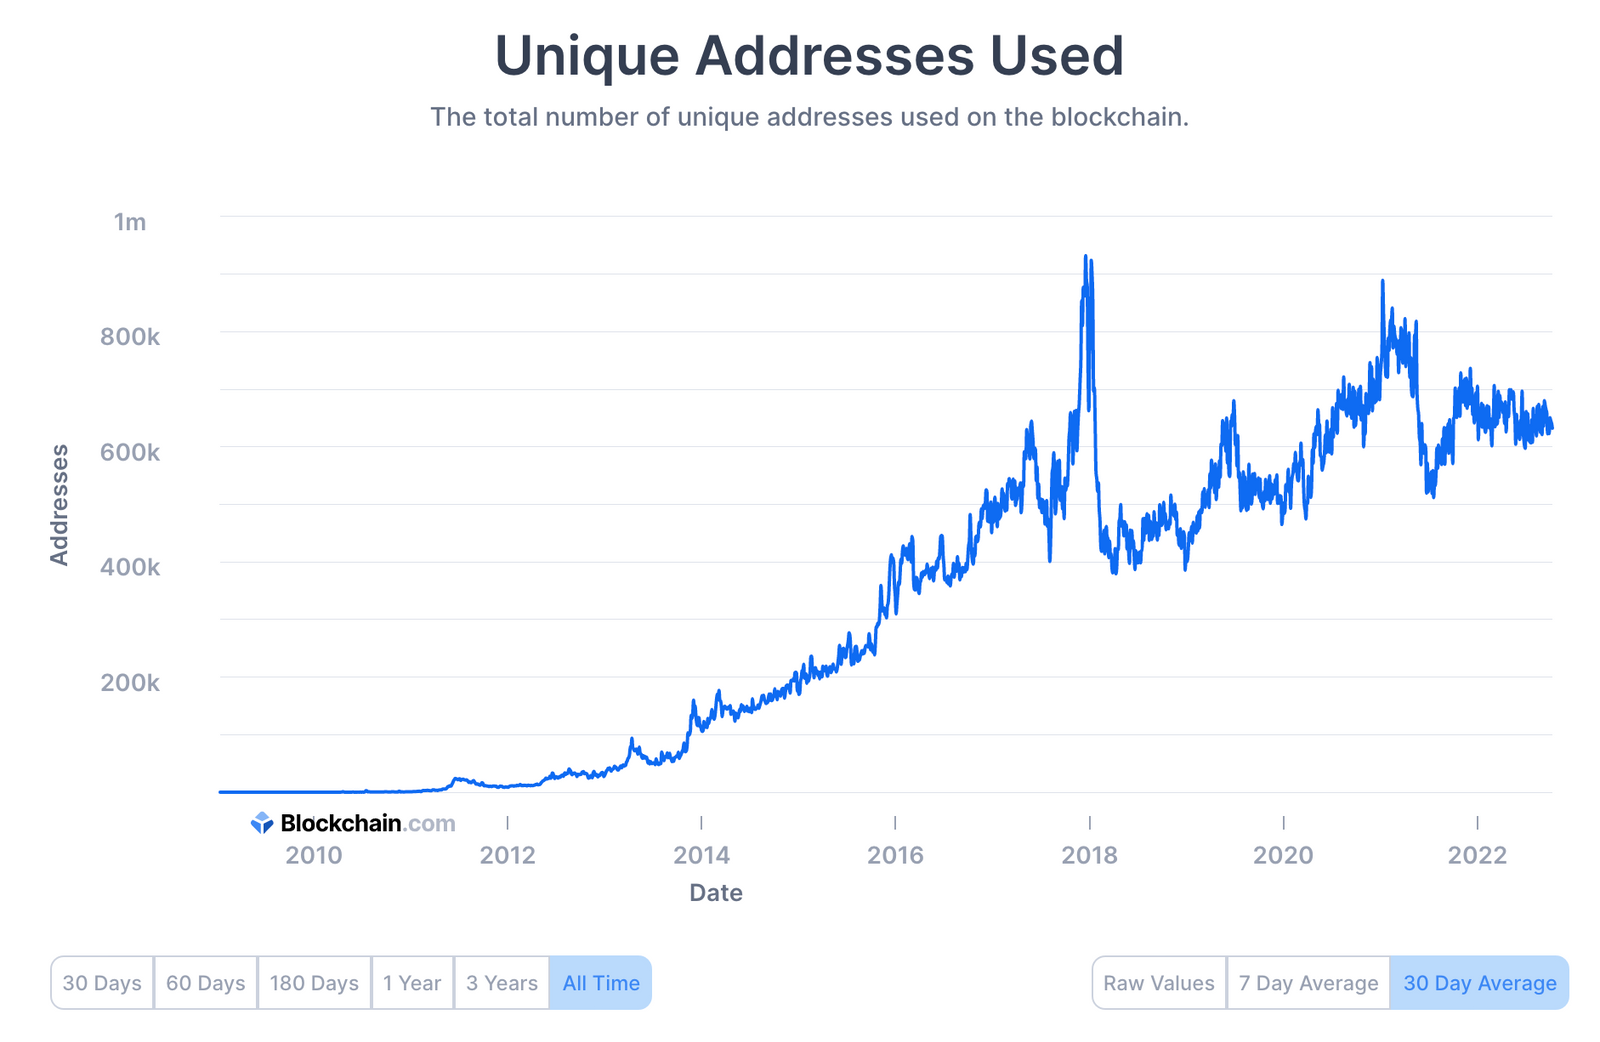 Unique Addresses Used
The total number of unique addresses used on the blockchain.
1m
800k
600k
400k
200k
Addresses
Blockchain.com
2010 2012 2014 2016 2018 2020 2022
Date
30 Days 60 Days 180 Days 1 Year 3 Years All Time Raw Values 7 Day Average 30 Day Average